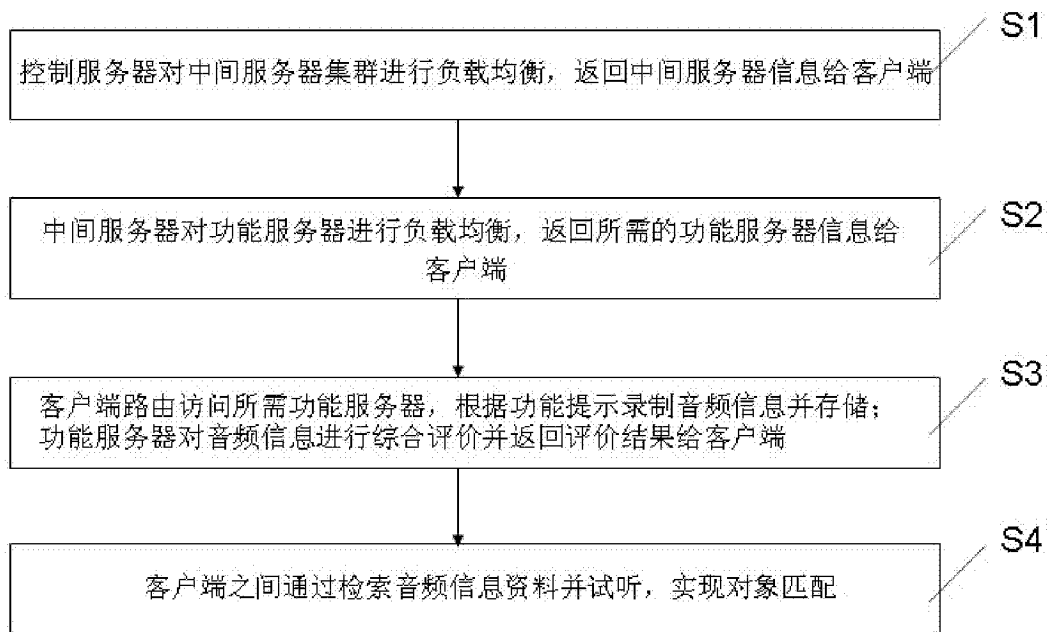 S1
控制服务器对中间服务器集群进行负载均衡，返回中间服务器信息给客户端
S2
中间服务器对功能服务器进行负载均衡，返回所需的功能服务器信息给
客户端
S3
客户端路由访问所需功能服务器，根据功能提示录制音频信息并存储；
功能服务器对音频信息进行综合评价并返回评价结果给客户端
S4
客户端之间通过检索音频信息资料并试听，实现对象匹配